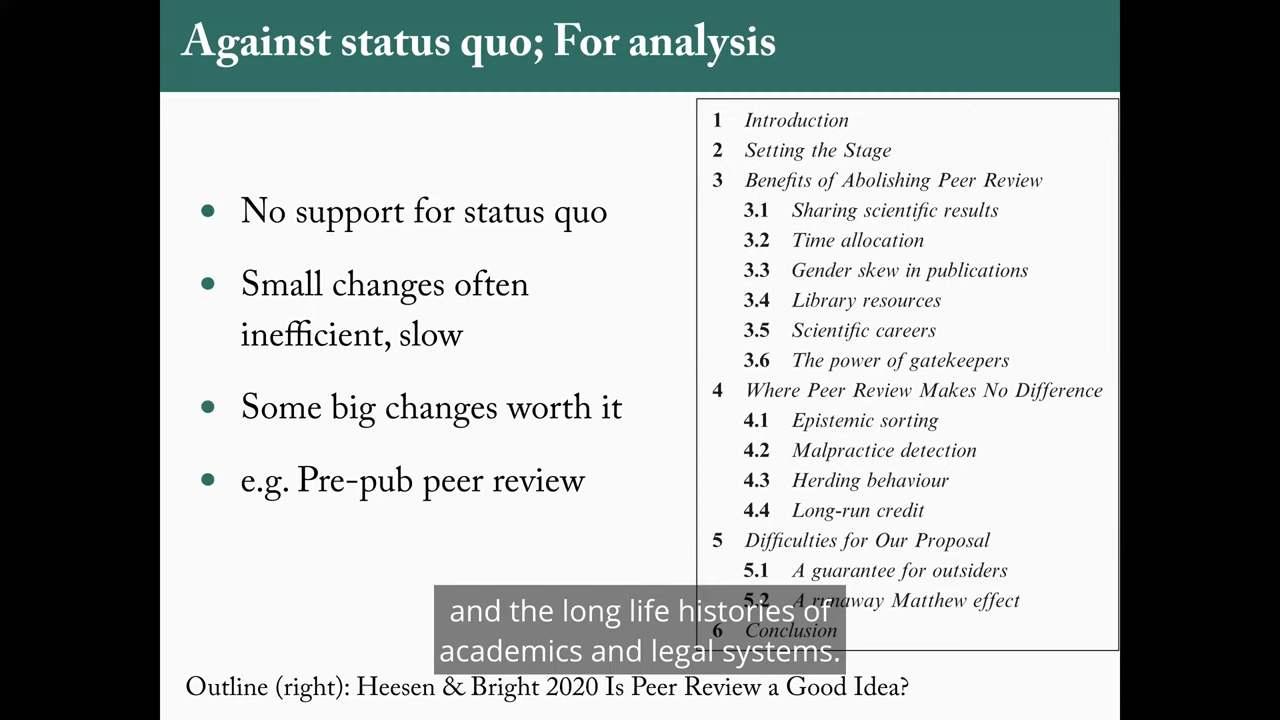 Against status quo; For analysis
• No support for status quo
• Small changes often
inefficient, slow
• Some big changes worth it
• e.g. Pre-pub peer review
1 Introduction
2 Setting the Stage
3 Benefits of Abolishing Peer Review
3.1 Sharing scientific results
3.2 Time allocation
3.3 Gender skew in publications
3.4 Library resources
3.5 Scientific careers
3.6 The power of gatekeepers
4 Where Peer Review Makes No Difference
4.1 Epistemic sorting
4.2 Malpractice detection
4.3 Herding behaviour
4.4 Long-run credit
5 Difficulties for Our Proposal
5.1 A guarantee for outsiders
5.2 A runaway Matthew effect
6 Conclusion
and the long life histories of
academics and legal systems.
Outline (right): Heesen & Bright 2020 Is Peer Review a Good Idea?